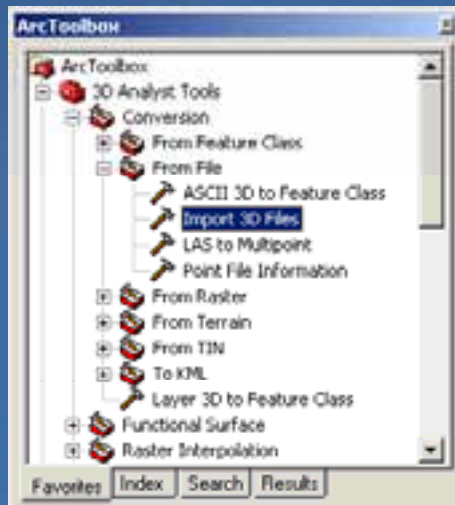 ArcToolbox
ArcToolbox
3D Analyst Tools
Conversion
From Feature Class
From File
ASCII 3D to Feature Class
Import 3D Files
LAS to Multipoint
Point File Information
From Raster
From Terrain
From TIN
To KML
Layer 3D to Feature Class
Functional Surface
Raster Interpolation
Favorites Index Search Results